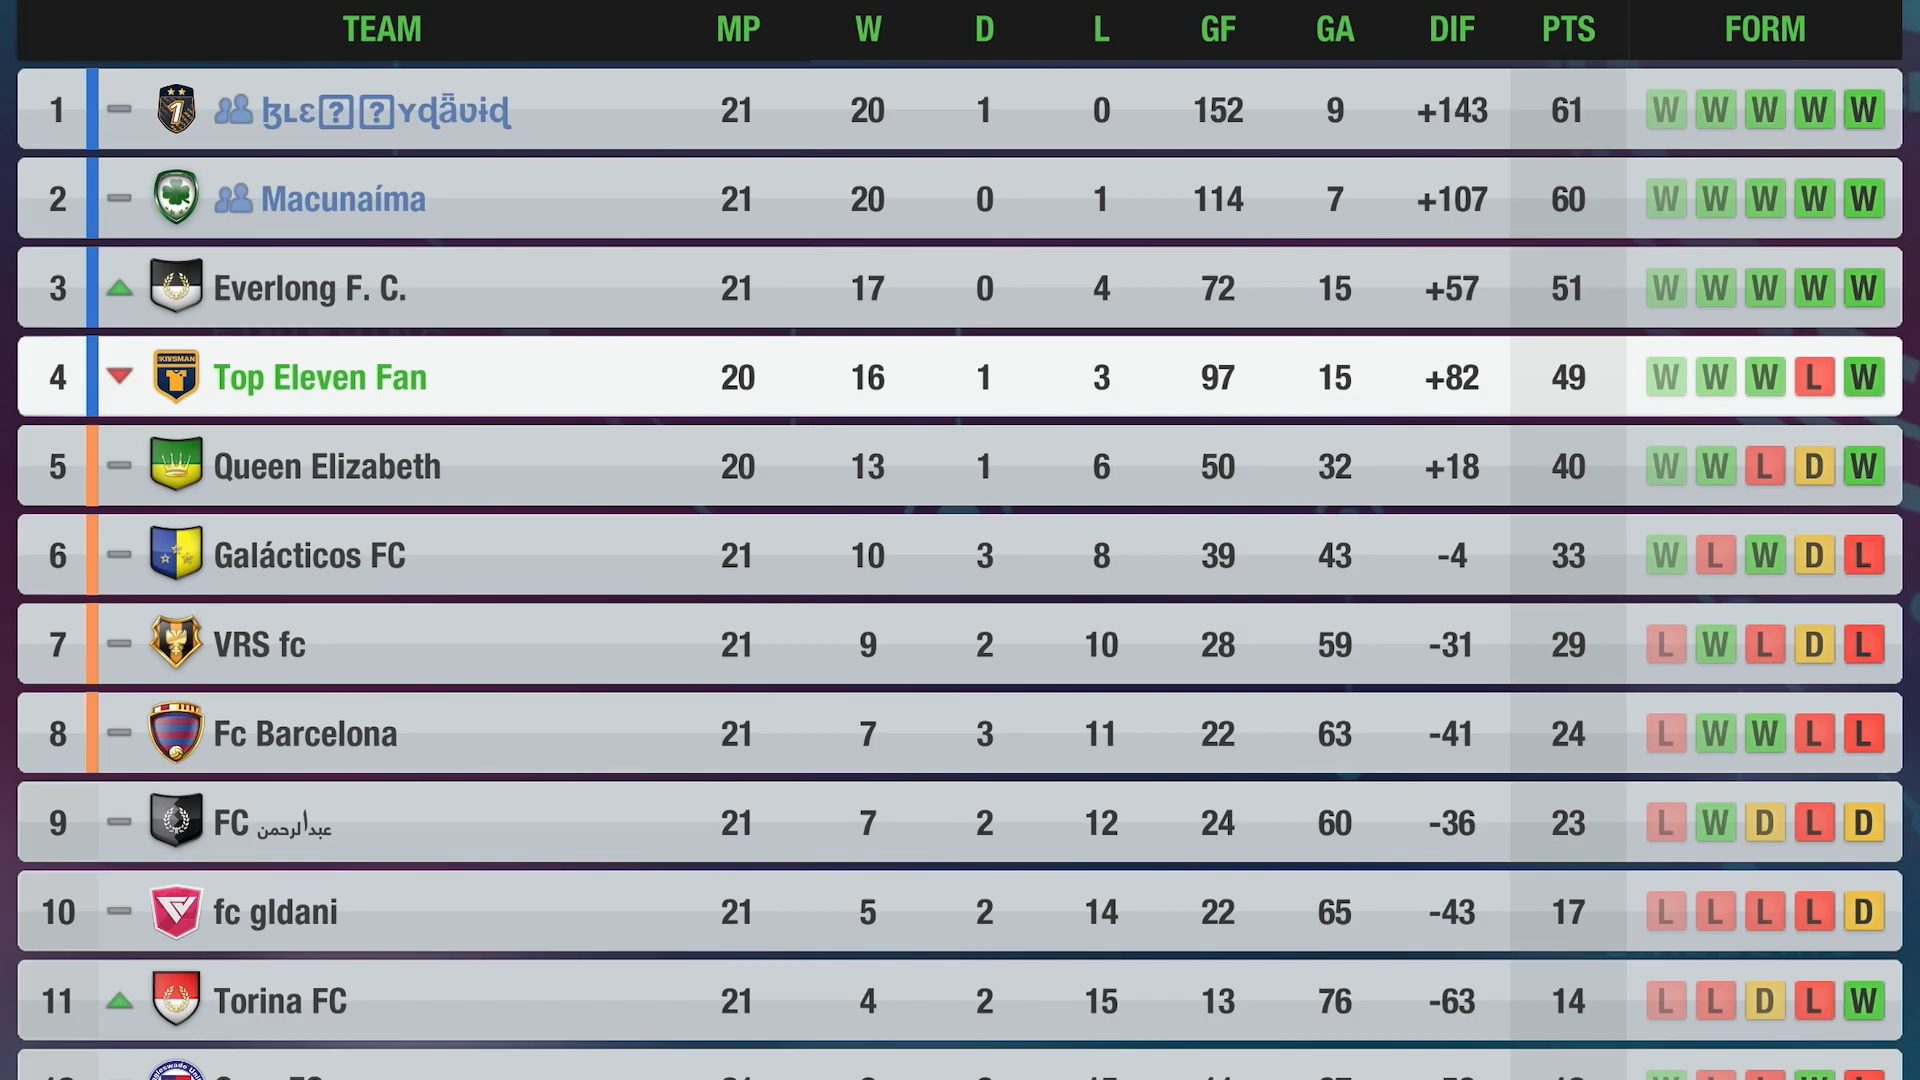 TEAM MP W D L GF GA DIF PTS FORM
1 21 20 1 0 152 9 +143 61 W W W W W
2 Macunaíma 21 20 0 1 114 7 +107 60 W W W W W
3 Everlong F. C. 21 17 0 4 72 15 +57 51 W W W W W
4 Top Eleven Fan 20 16 1 3 97 15 +82 49 W W W L W
5 Queen Elizabeth 20 13 1 6 50 32 +18 40 W W L D W
6 Galácticos FC 21 10 3 8 39 43 -4 33 W L W D L
7 VRS fc 21 9 2 10 28 59 -31 29 L W L D L
8 Fc Barcelona 21 7 3 11 22 63 -41 24 L W W L L
9 FC عبدالرحمن 21 7 2 12 24 60 -36 23 L W D L D
10 fc gldani 21 5 2 14 22 65 -43 17 L L L L D
11 Torina FC 21 4 2 15 13 76 -63 14 L L D L W